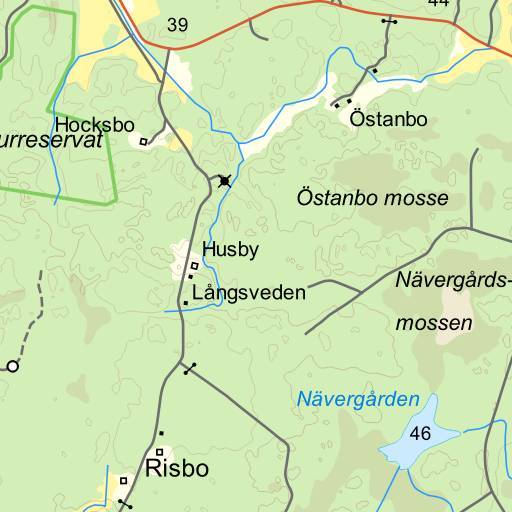 44
39
Hocksbo
urreservat
Östanbo
Östanbo mosse
Husby
Långsveden
Nävergårds-
mossen
Nävergården
46
Risbo